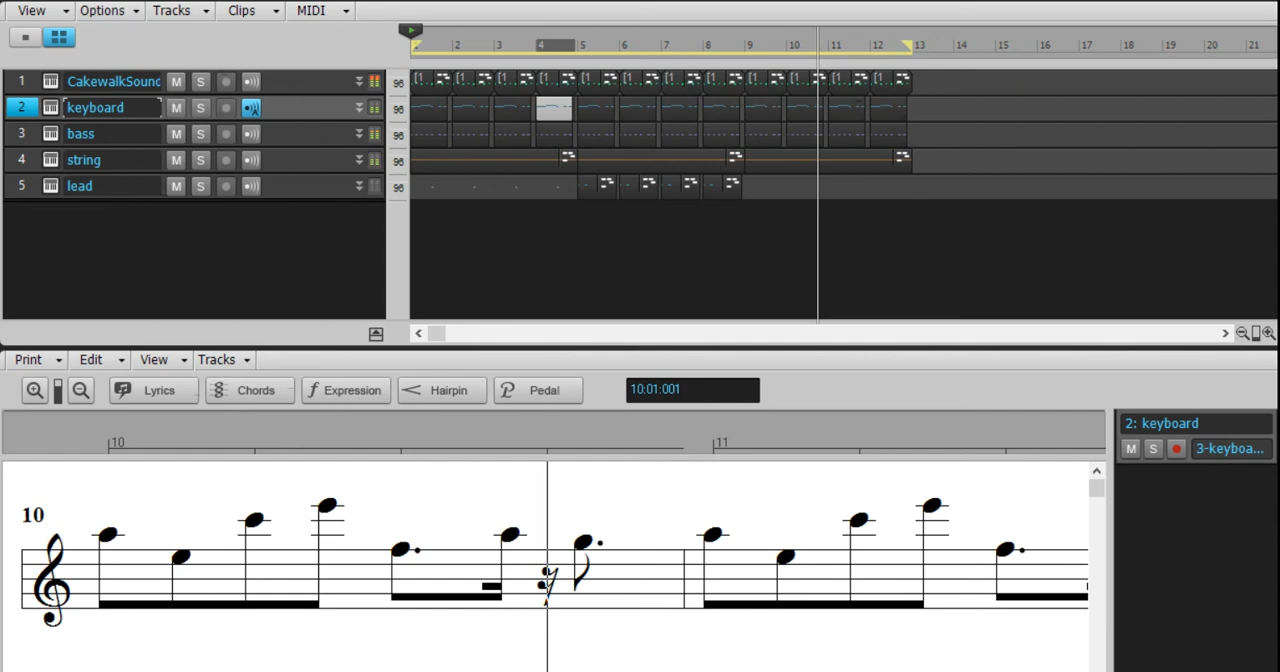 View Options Tracks Clips MIDI
2 3 4 5 6 7 8 9 10 11 12 13 14 15 16 17 18 19 20 21
1 CakewalkSound M S 96
2 keyboard M S 96
3 bass M S 96
4 string M S 96
5 lead M S 96
Print Edit View Tracks
Lyrics Chords f Expression Hairpin P Pedal 10:01:001
10 11 2: keyboard
M S 3-keyboa...
10